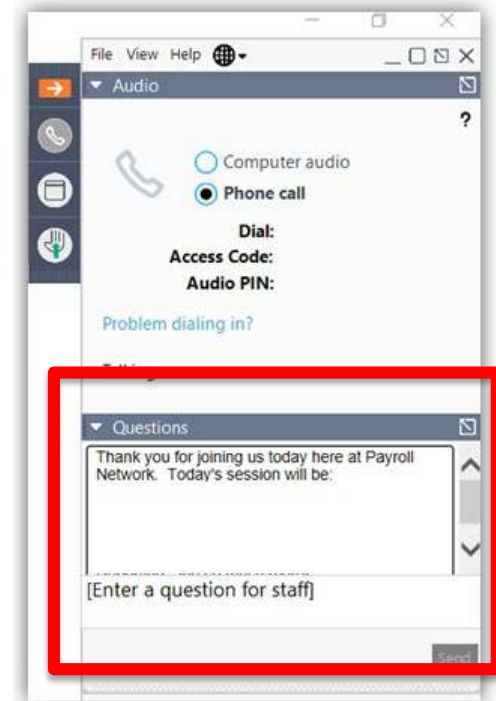 File View Help
Audio
?
Computer audio
Phone call
Dial:
Access Code:
Audio PIN:
Problem dialing in?
Questions
Thank you for joining us today here at Payroll
Network. Today's session will be:
[Enter a question for staff]
Send